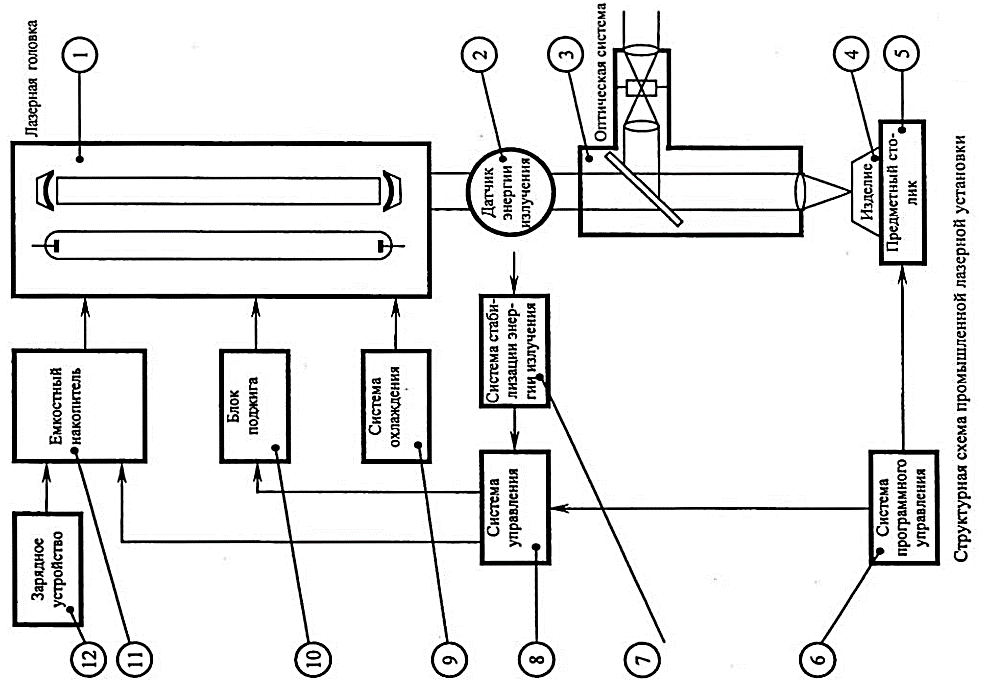 Лазерная головка
1
2
Датчик
энергии
излучения
Оптическая система
3
4
5
Изделие
Предметный сто-
лик
Емкостный
накопитель
Блок
поджига
Система
охлаждения
Система стаби-
лизации энер-
гии излучения
Зарядное
устройство
Система
управления
Система
программного
управления
12
11
10
9
8
7
6
Структурная схема промышленной лазерной установки